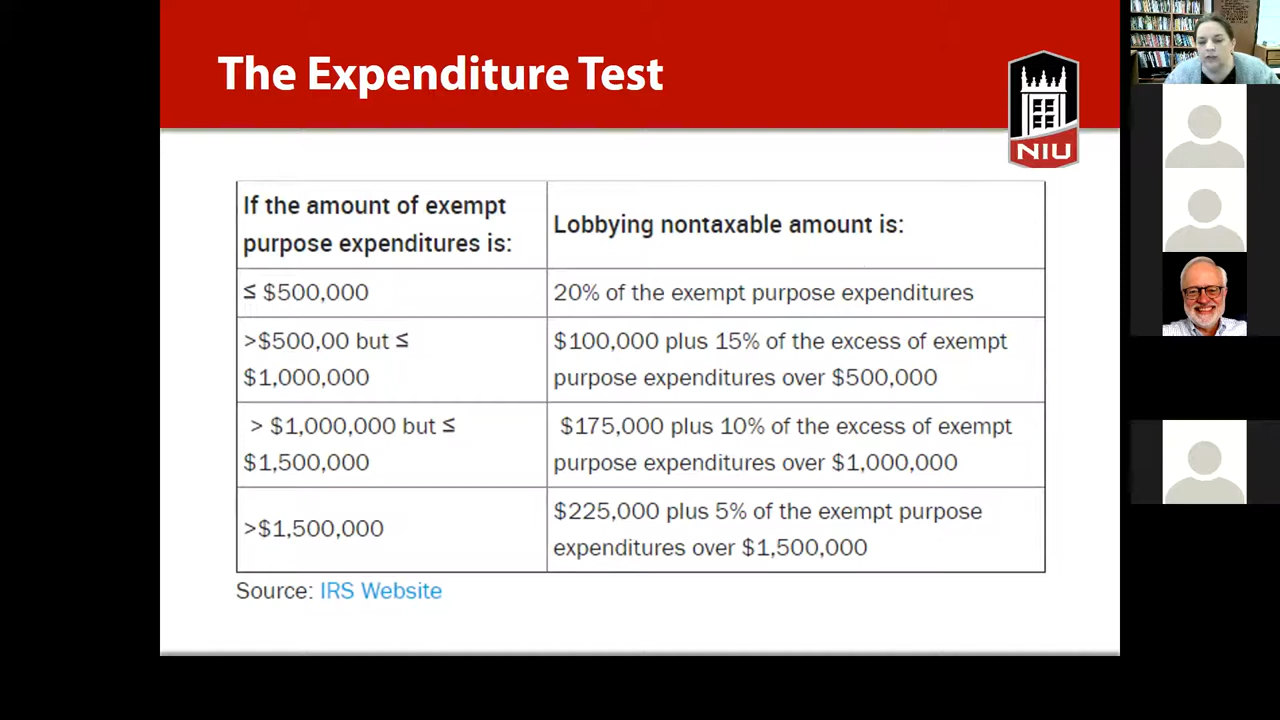 The Expenditure Test
NIU
If the amount of exempt
purpose expenditures is:
Lobbying nontaxable amount is:
≤ $500,000
20% of the exempt purpose expenditures
>$500,00 but ≤
$1,000,000
$100,000 plus 15% of the excess of exempt
purpose expenditures over $500,000
> $1,000,000 but ≤
$1,500,000
$175,000 plus 10% of the excess of exempt
purpose expenditures over $1,000,000
>$1,500,000
$225,000 plus 5% of the exempt purpose
expenditures over $1,500,000
Source: IRS Website